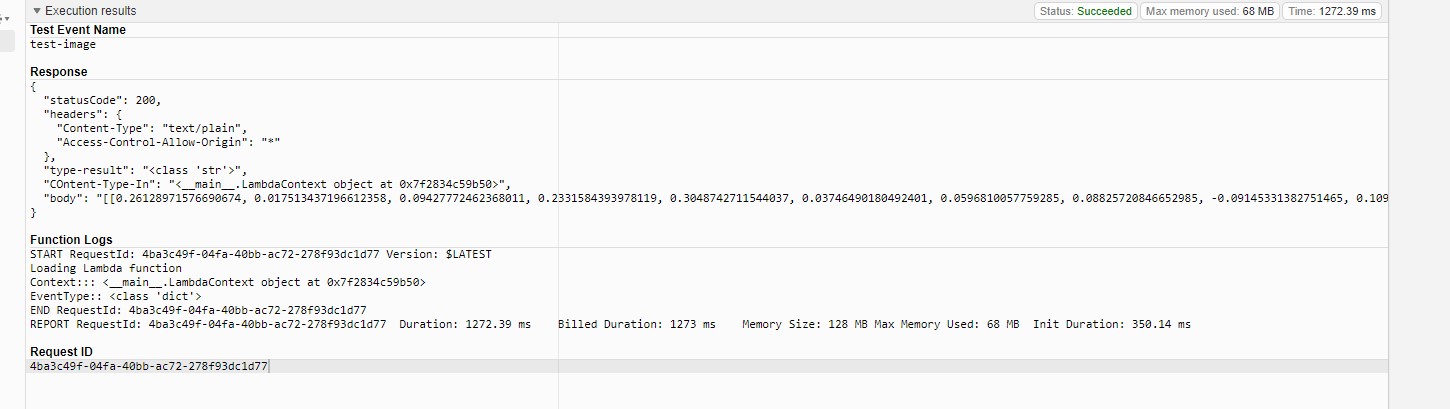 Execution results
Status: Succeeded Max memory used: 68 MB Time: 1272.39 ms
Test Event Name
test-image
Response
{
"statusCode": 200,
"headers": {
"Content-Type": "text/plain",
"Access-Control-Allow-Origin": "*"
},
"type-result": "<class 'str'>",
"COntent-Type-In": "<__main__.LambdaContext object at 0x7f2834c59b50>",
"body": "[[0.26128971576690674, 0.017513437196612358, 0.09427772462368011, 0.2331584393978119, 0.3048742711544037, 0.03746490180492401, 0.0596810057759285, 0.08825720846652985, -0.09145331382751465, 0.109
}
Function Logs
START RequestId: 4ba3c49f-04fa-40bb-ac72-278f93dc1d77 Version: $LATEST
Loading Lambda function
Context::: <__main__.LambdaContext object at 0x7f2834c59b50>
EventType:: <class 'dict'>
END RequestId: 4ba3c49f-04fa-40bb-ac72-278f93dc1d77
REPORT RequestId: 4ba3c49f-04fa-40bb-ac72-278f93dc1d77 Duration: 1272.39 ms Billed Duration: 1273 ms Memory Size: 128 MB Max Memory Used: 68 MB Init Duration: 350.14 ms
Request ID
4ba3c49f-04fa-40bb-ac72-278f93dc1d77